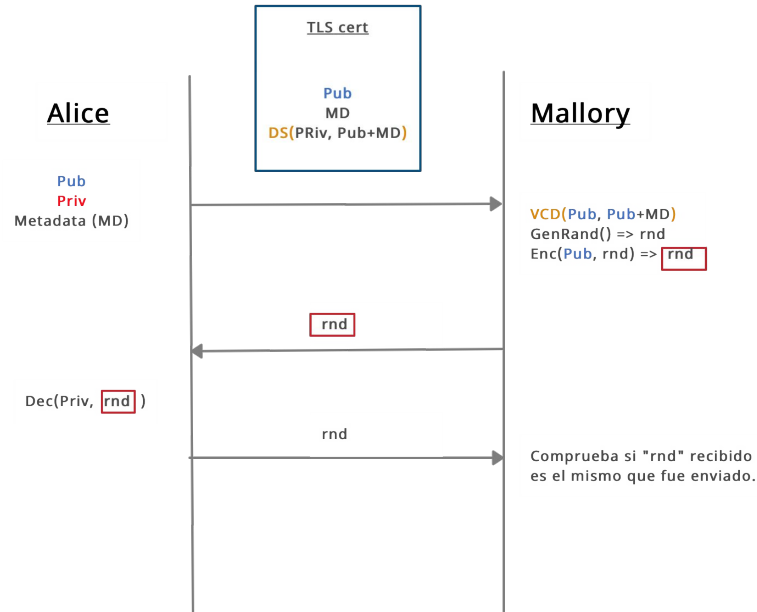 TLS cert
Pub
MD
DS(PRiv, Pub+MD)
Alice
Mallory
Pub
Priv
Metadata (MD)
VCD(Pub, Pub+MD)
GenRand() => rnd
Enc(Pub, rnd) => rnd
rnd
Dec(Priv, rnd )
rnd
Comprueba si "rnd" recibido
es el mismo que fue enviado.